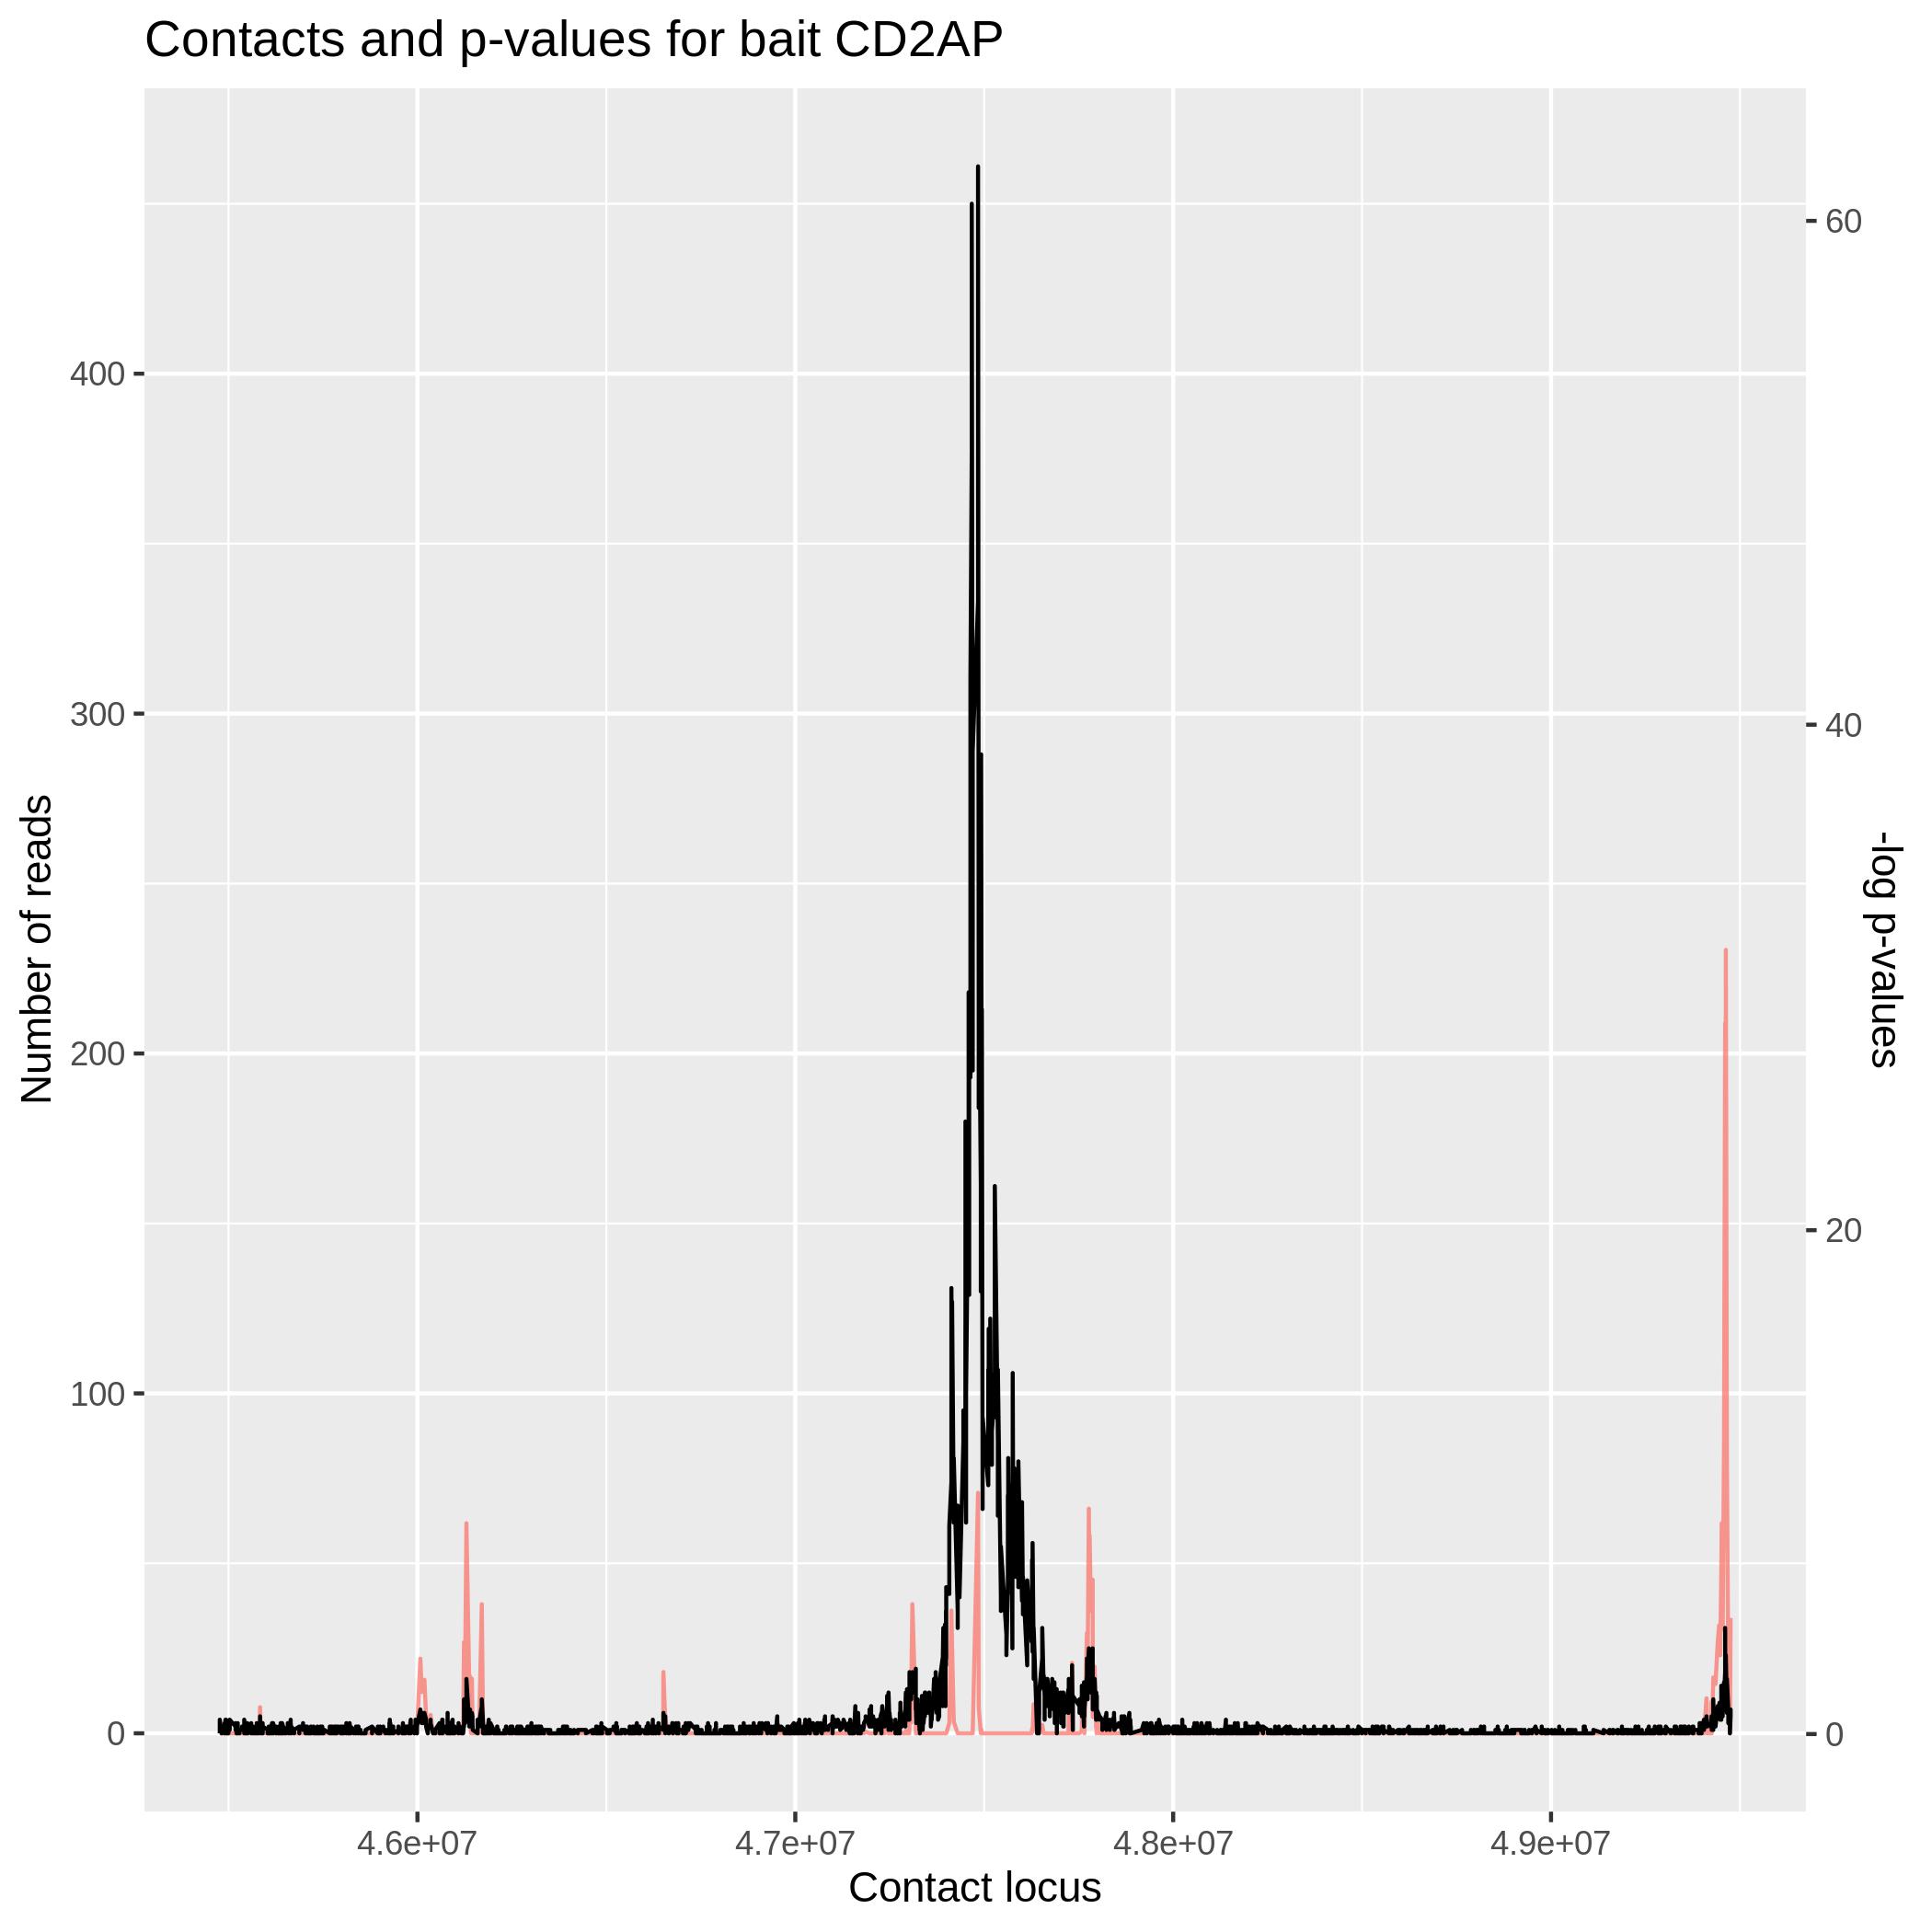 Contacts and p-values for bait CD2AP
Number of reads
400
300
200
100
0
60
40
20
0
-log p-values
4.6e+07
4.7e+07
4.8e+07
4.9e+07
Contact locus